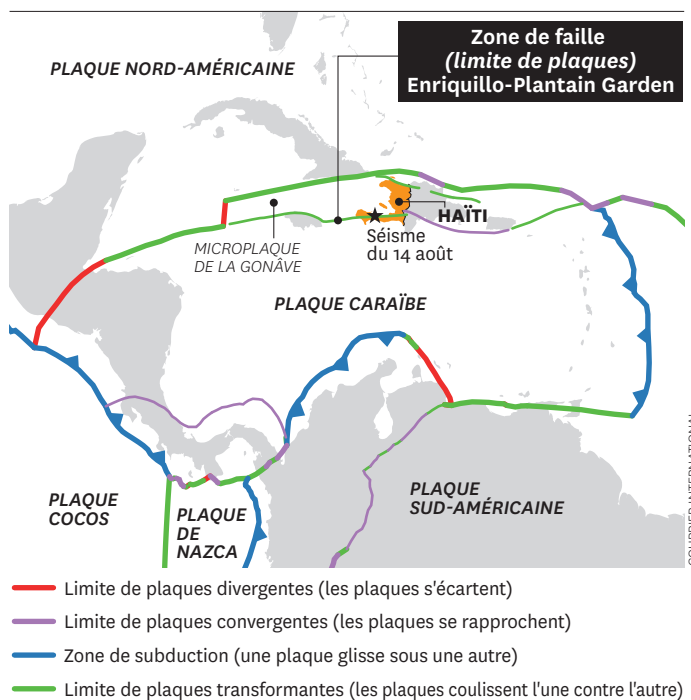 Zone de faille
(limite de plaques)
Enriquillo-Plantain Garden
PLAQUE NORD-AMÉRICAINE
HAÏTI
Séisme
du 14 août
MICROPLAQUE
DE LA GONÂVE
PLAQUE CARAÏBE
PLAQUE
COCOS
PLAQUE
DE
NAZCA
PLAQUE
SUD-AMÉRICAINE
COURRIER INTERNATIONAL
Limite de plaques divergentes (les plaques s'écartent)
Limite de plaques convergentes (les plaques se rapprochent)
Zone de subduction (une plaque glisse sous une autre)
Limite de plaques transformantes (les plaques coulissent l'une contre l'autre)